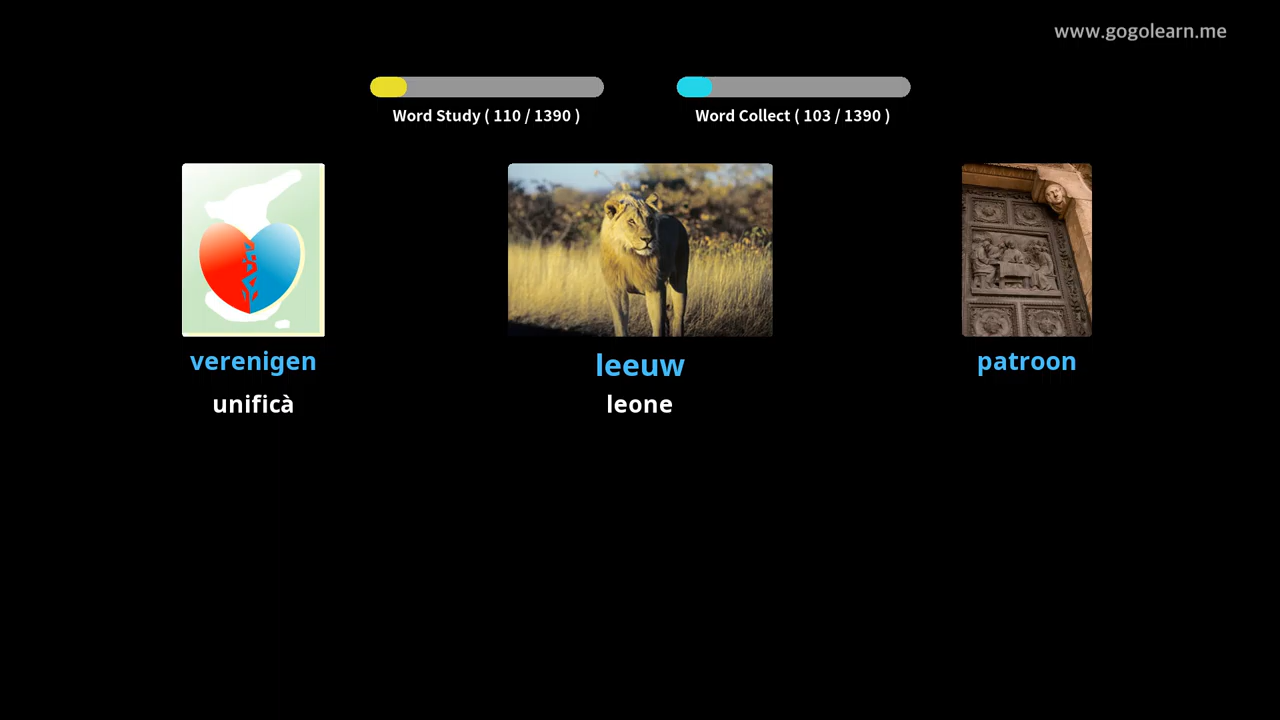 www.gogolearn.me
Word Study ( 110 / 1390 )
Word Collect ( 103 / 1390 )
verenigen
leeuw
patroon
unificà
leone